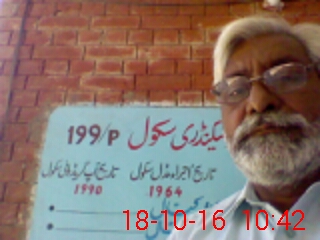 سیکنڈری سکول 199/P
تاریخ اجراء مڈل سکول تاریخ اپ گریڈ ہائی سکول
1964 1990
18-10-16 10:42